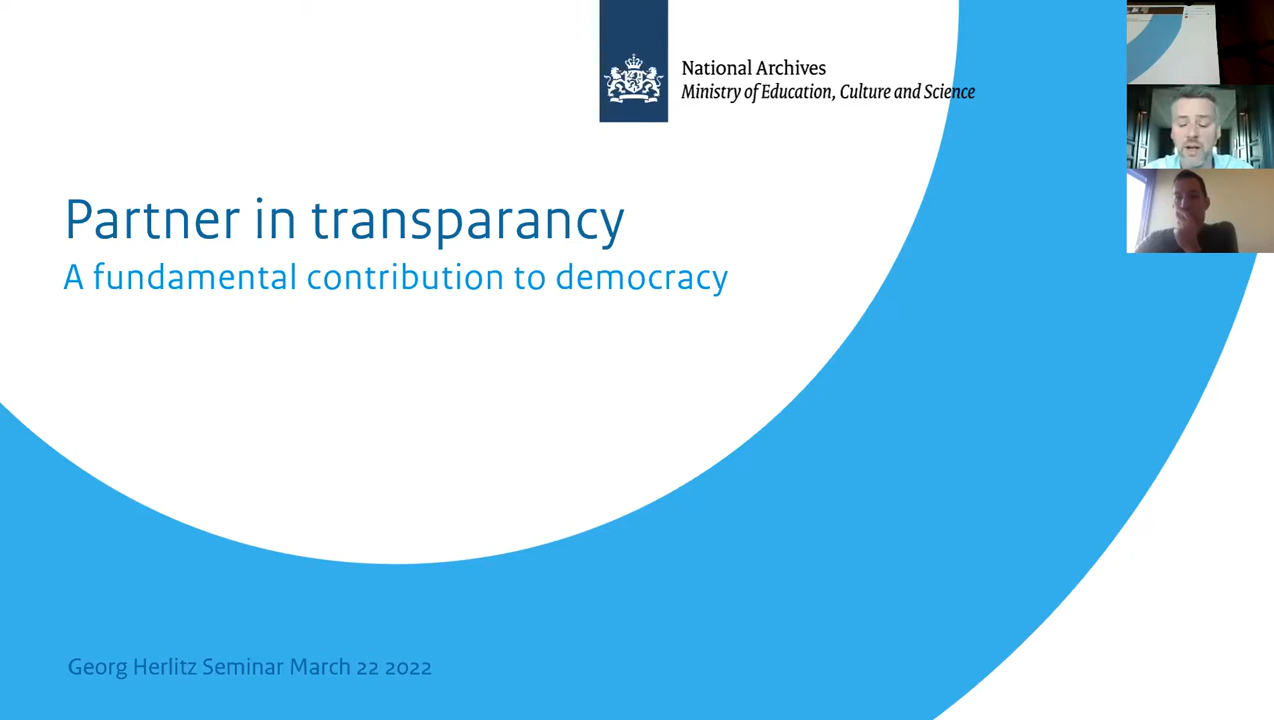 National Archives
Ministry of Education, Culture and Science
Partner in transparancy
A fundamental contribution to democracy
Georg Herlitz Seminar March 22 2022